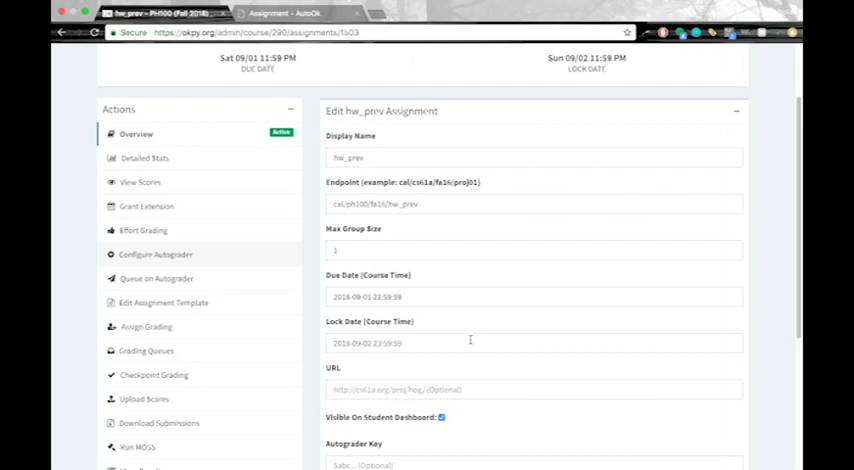 hw_prev – PH100 (Fall 2018)
Assignment - AutoOk
Secure
https://okpy.org/admin/course/290/assignments/1503
Sat 09/01 11:59 PM
DUE DATE
Sun 09/02 11:59 PM
LOCK DATE
Actions
Overview
Active
Detailed Stats
View Scores
Grant Extension
Effort Grading
Configure Autograder
Queue on Autograder
Edit Assignment Template
Assign Grading
Grading Queues
Checkpoint Grading
Upload Scores
Download Submissions
Run MOSS
Edit hw_prev Assignment
Display Name
hw_prev
Endpoint (example: cal/cs61a/fa16/proj01)
cal/ph100/fa18/hw_prev
Max Group Size
1
Due Date (Course Time)
2018-09-01 23:59:59
Lock Date (Course Time)
2018-09-02 23:59:59
URL
http://cs61a.org/proj/hog/ (Optional)
Visible On Student Dashboard:
Autograder Key
5abc... (Optional)